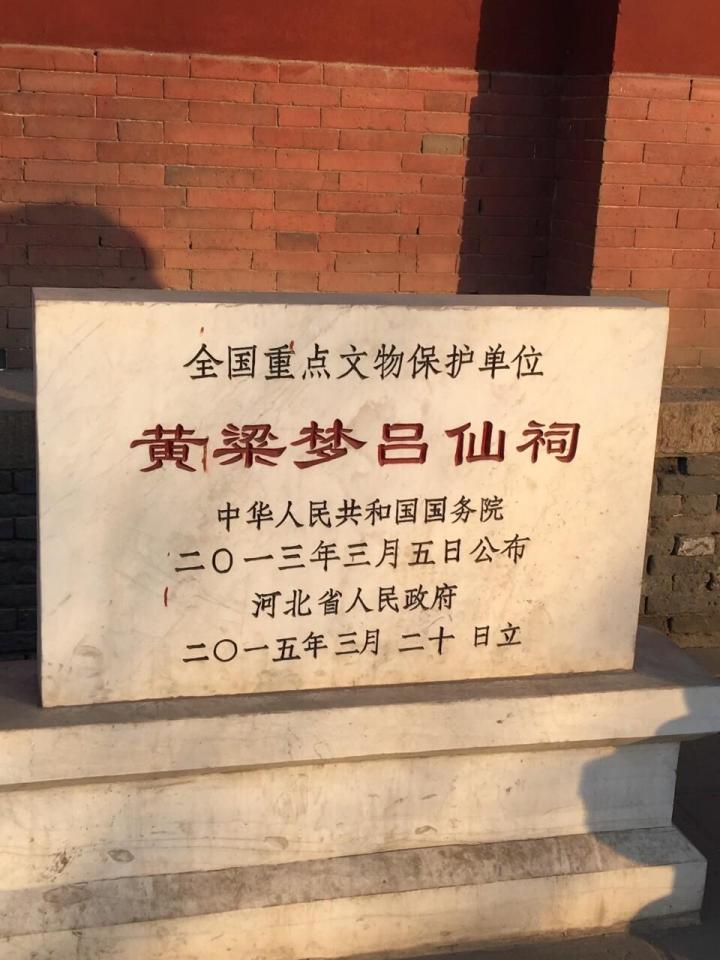 全国重点文物保护单位
黄粱梦吕仙祠
中华人民共和国国务院
二〇一三年三月五日公布
河北省人民政府
二〇一五年三月二十日立